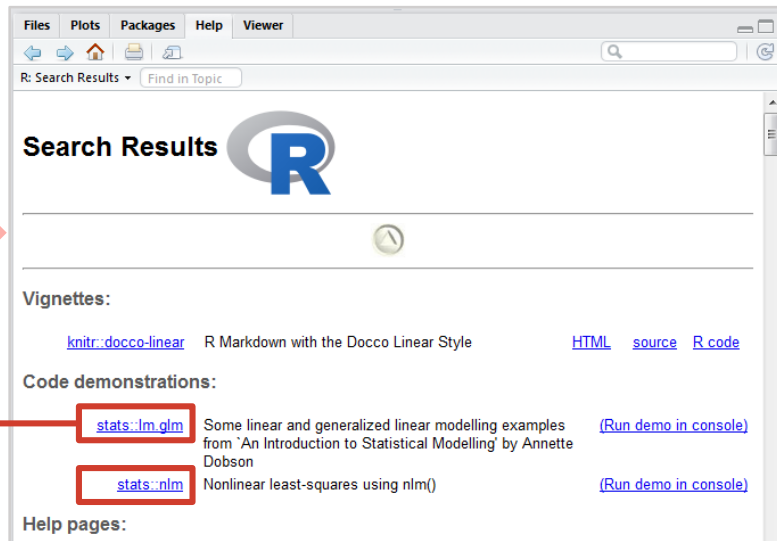 Files Plots Packages Help Viewer
R: Search Results Find in Topic
Search Results R
Vignettes:
knitr::docco-linear R Markdown with the Docco Linear Style HTML source R code
Code demonstrations:
stats::lm.glm Some linear and generalized linear modelling examples (Run demo in console)
from `An Introduction to Statistical Modelling' by Annette
Dobson
stats::nlm Nonlinear least-squares using nlm() (Run demo in console)
Help pages: